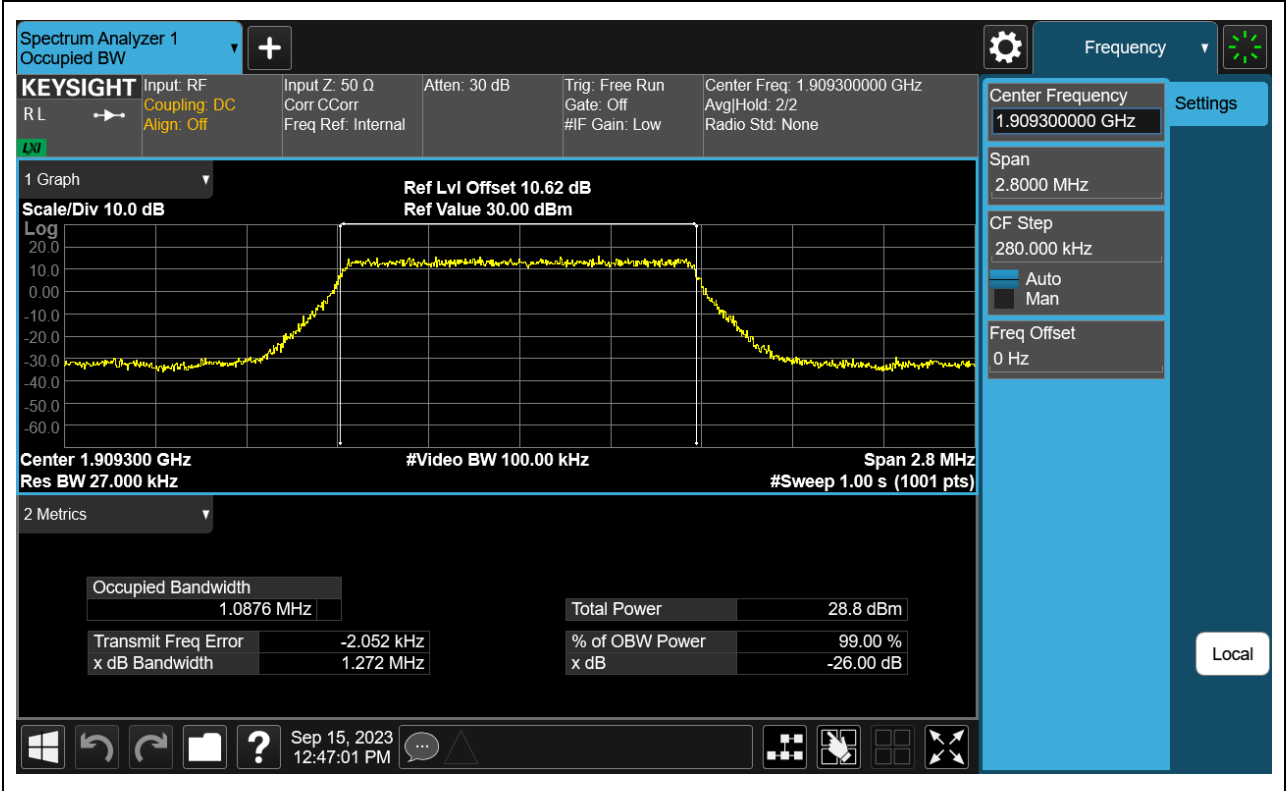 Spectrum Analyzer 1
Occupied BW
▼
+
Frequency
▼
KEYSIGHT
R L
LXI
Input: RF
Coupling: DC
Align: Off
Input Z: 50 Ω
Corr CCorr
Freq Ref: Internal
Atten: 30 dB
Trig: Free Run
Gate: Off
#IF Gain: Low
Center Freq: 1.909300000 GHz
Avg|Hold: 2/2
Radio Std: None
Center Frequency
1.909300000 GHz
Settings
Span
2.8000 MHz
CF Step
280.000 kHz
Auto
Man
Freq Offset
0 Hz
1 Graph ▼
Scale/Div 10.0 dB
Ref Lvl Offset 10.62 dB
Ref Value 30.00 dBm
Log
20.0
10.0
0.00
-10.0
-20.0
-30.0
-40.0
-50.0
-60.0
Center 1.909300 GHz #Video BW 100.00 kHz Span 2.8 MHz
Res BW 27.000 kHz #Sweep 1.00 s (1001 pts)
2 Metrics ▼
Occupied Bandwidth
1.0876 MHz
Total Power 28.8 dBm
Transmit Freq Error -2.052 kHz
% of OBW Power 99.00 %
x dB Bandwidth 1.272 MHz
x dB -26.00 dB
Local
?
Sep 15, 2023
12:47:01 PM